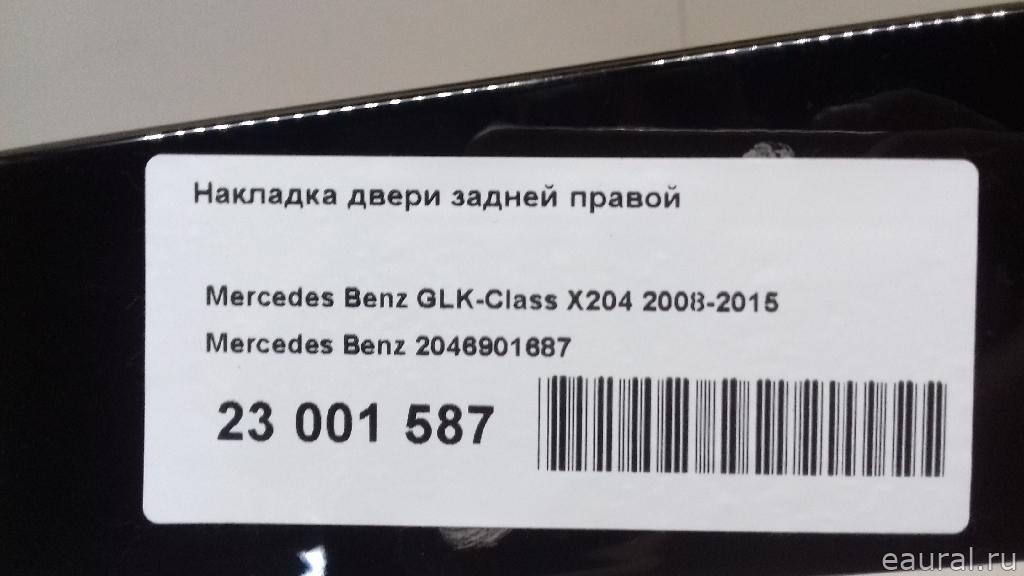 Накладка двери задней правой
Mercedes Benz GLK-Class X204 2008-2015
Mercedes Benz 2046901687
23 001 587
eaural.ru